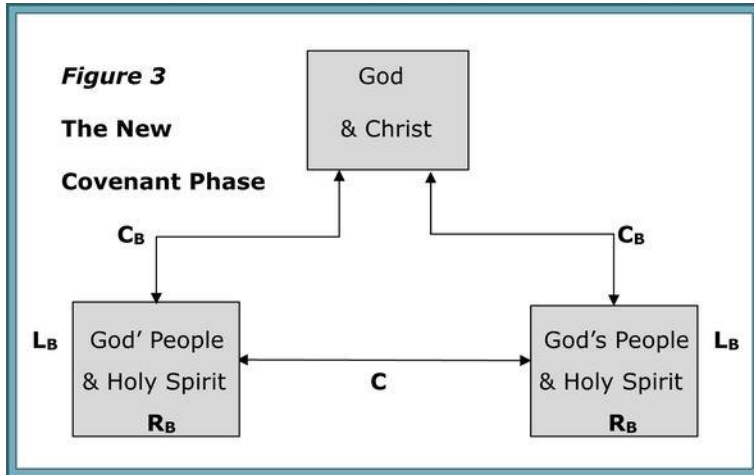 Figure 3
The New
Covenant Phase
God
& Christ
CB
CB
LB
God' People
& Holy Spirit
RB
C
God's People
& Holy Spirit
RB
LB